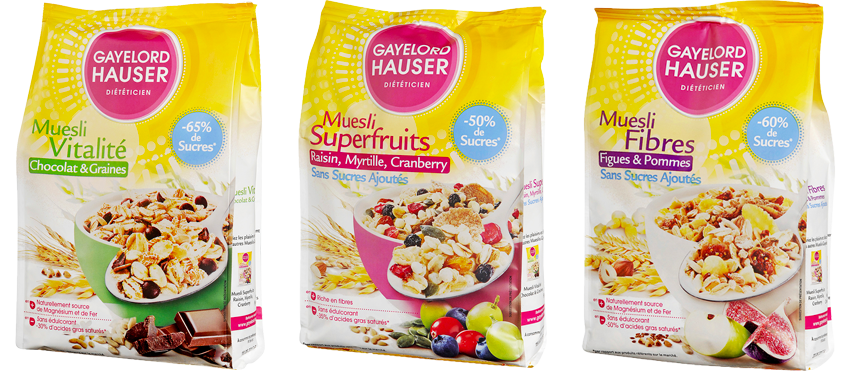 GAYELORD
HAUSER
DIÉTÉTICIEN
-65%
de
Sucres*
Muesli
Vitalité
Chocolat & Graines
Naturellement source
de Magnésium et de Fer
Sans édulcorant
-30% d'acides gras saturés*
GAYELORD
HAUSER
DIÉTÉTICIEN
-50%
de
Sucres*
Muesli
Superfruits
Raisin, Myrtille, Cranberry
Sans Sucres Ajoutés
Riche en fibres
Sans édulcorant
-35% d'acides gras saturés*
GAYELORD
HAUSER
DIÉTÉTICIEN
-60%
de
Sucres*
Muesli
Fibres
Figues & Pommes
Sans Sucres Ajoutés
Naturellement source
de Magnésium et de Fer
Sans édulcorant
-50% d'acides gras saturés*